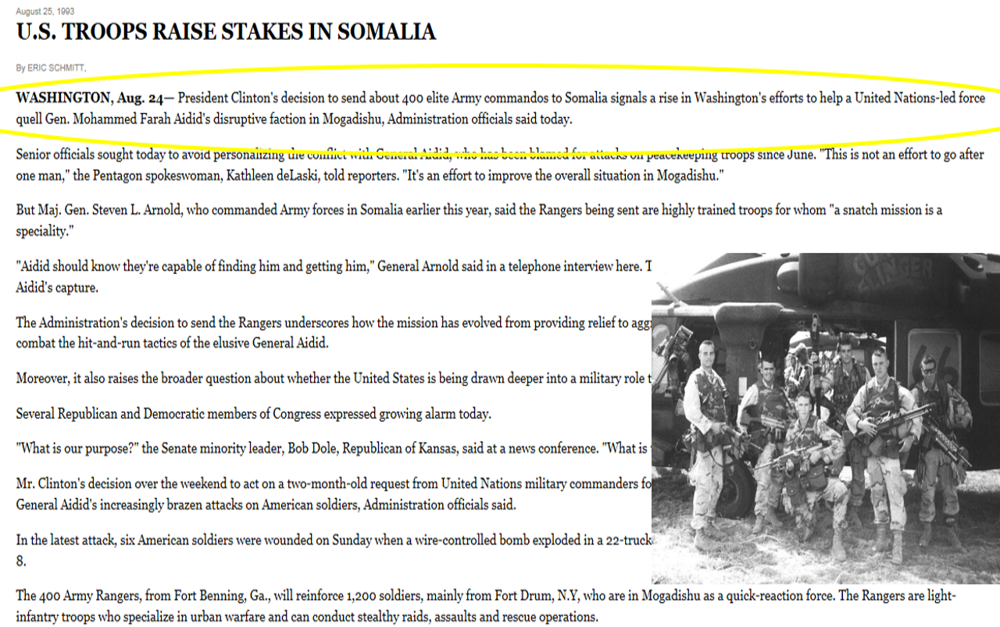 August 25, 1993
U.S. TROOPS RAISE STAKES IN SOMALIA
By ERIC SCHMITT,
WASHINGTON, Aug. 24— President Clinton's decision to send about 400 elite Army commandos to Somalia signals a rise in Washington's efforts to help a United Nations-led force
quell Gen. Mohammed Farah Aidid's disruptive faction in Mogadishu, Administration officials said today.
Senior officials sought today to avoid personalizing the conflict with General Aidid, who has been blamed for attacks on peacekeeping troops since June. "This is not an effort to go after
one man," the Pentagon spokeswoman, Kathleen deLaski, told reporters. "It's an effort to improve the overall situation in Mogadishu."
But Maj. Gen. Steven L. Arnold, who commanded Army forces in Somalia earlier this year, said the Rangers being sent are highly trained troops for whom "a snatch mission is a
speciality."
"Aidid should know they're capable of finding him and getting him," General Arnold said in a telephone interview here.
Aidid's capture.
The Administration's decision to send the Rangers underscores how the mission has evolved from providing relief to
combat the hit-and-run tactics of the elusive General Aidid.
Moreover, it also raises the broader question about whether the United States is being drawn deeper into a military role
Several Republican and Democratic members of Congress expressed growing alarm today.
"What is our purpose?" the Senate minority leader, Bob Dole, Republican of Kansas, said at a news conference. "What is
Mr. Clinton's decision over the weekend to act on a two-month-old request from United Nations military commanders
General Aidid's increasingly brazen attacks on American soldiers, Administration officials said.
In the latest attack, six American soldiers were wounded on Sunday when a wire-controlled bomb exploded in a 22-truck
8.
The 400 Army Rangers, from Fort Benning, Ga., will reinforce 1,200 soldiers, mainly from Fort Drum, N.Y, who are in Mogadishu as a quick-reaction force. The Rangers are light-
infantry troops who specialize in urban warfare and can conduct stealthy raids, assaults and rescue operations.